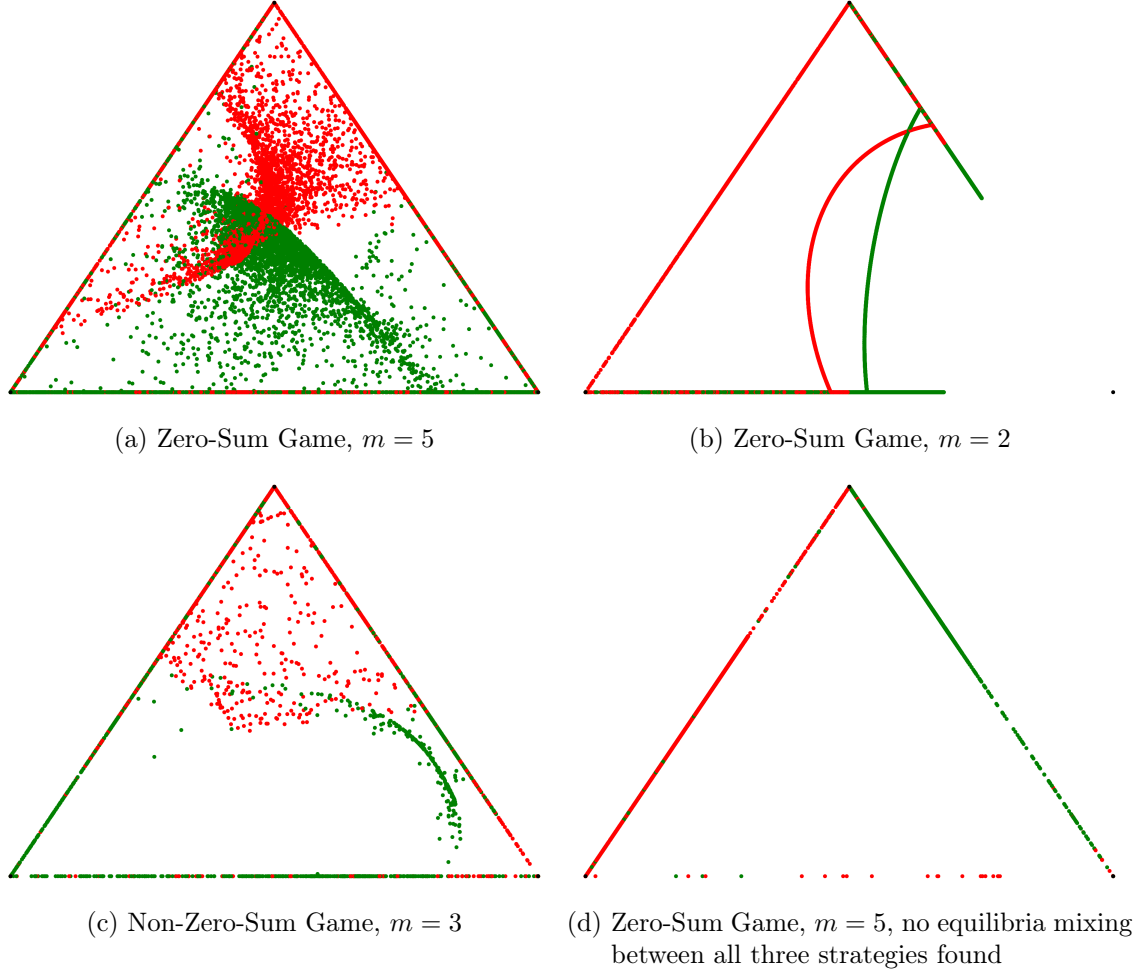 (a) Zero-Sum Game, m = 5
(b) Zero-Sum Game, m = 2
(c) Non-Zero-Sum Game, m = 3
(d) Zero-Sum Game, m = 5, no equilibria mixing
between all three strategies found